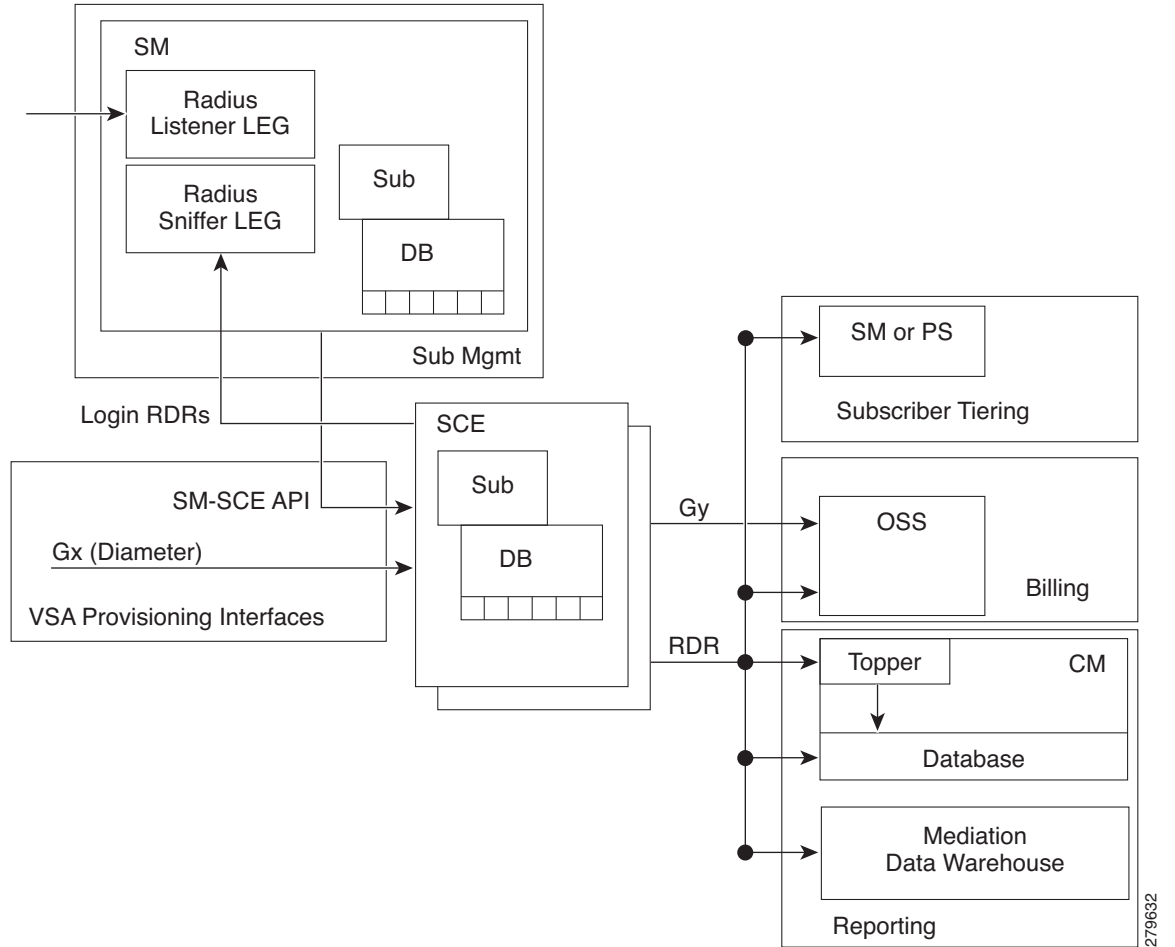 SM
Radius
Listener LEG
Radius
Sniffer LEG
Sub
DB
Sub Mgmt
Login RDRs
SM-SCE API
Gx (Diameter)
VSA Provisioning Interfaces
SCE
Sub
DB
Gy
RDR
SM or PS
Subscriber Tiering
OSS
Billing
Topper
CM
Database
Mediation
Data Warehouse
Reporting
279632